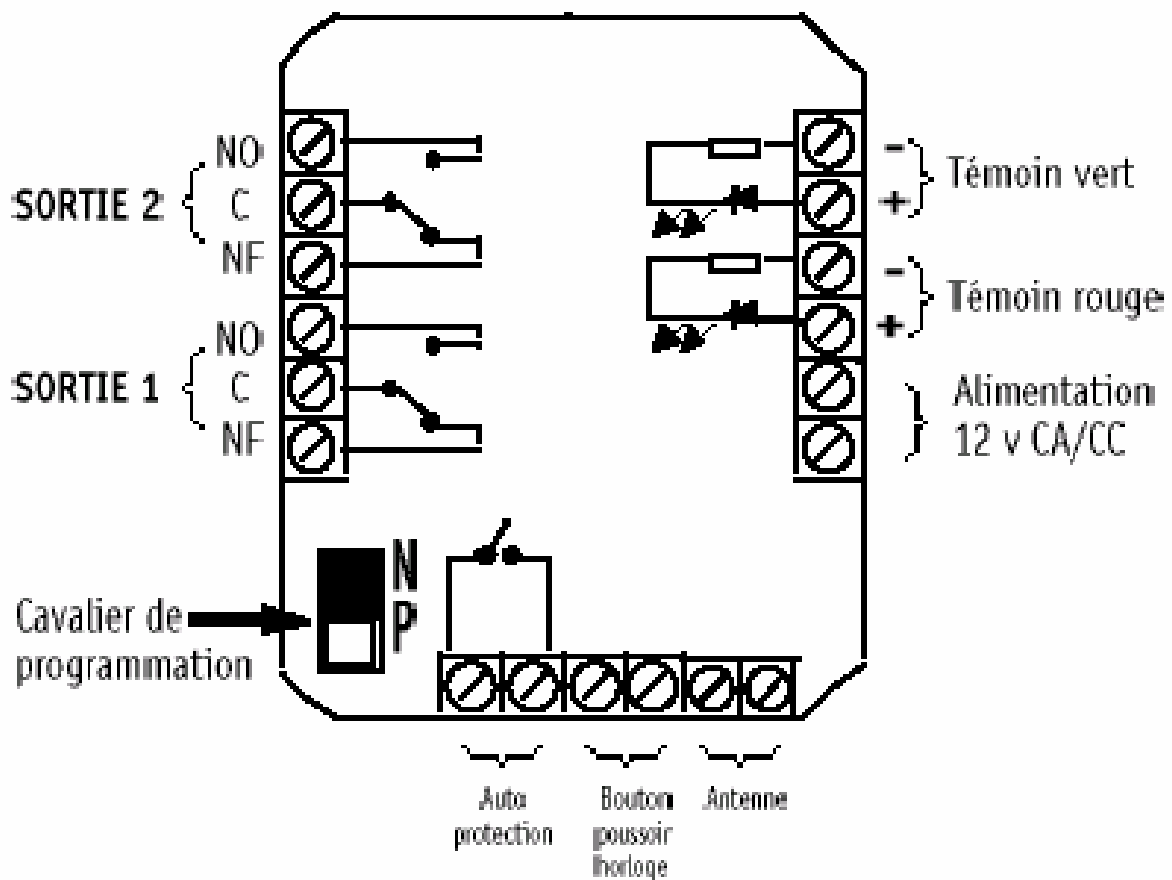 NO
SORTIE 2
C
NF
NO
SORTIE 1
C
NF
-
Témoin vert
+
-
Témoin rouge
+
Alimentation
12 v CA/CC
N
P
Cavalier de
programmation
Auto
protection
Bouton
poussoir
horloge
Antenne